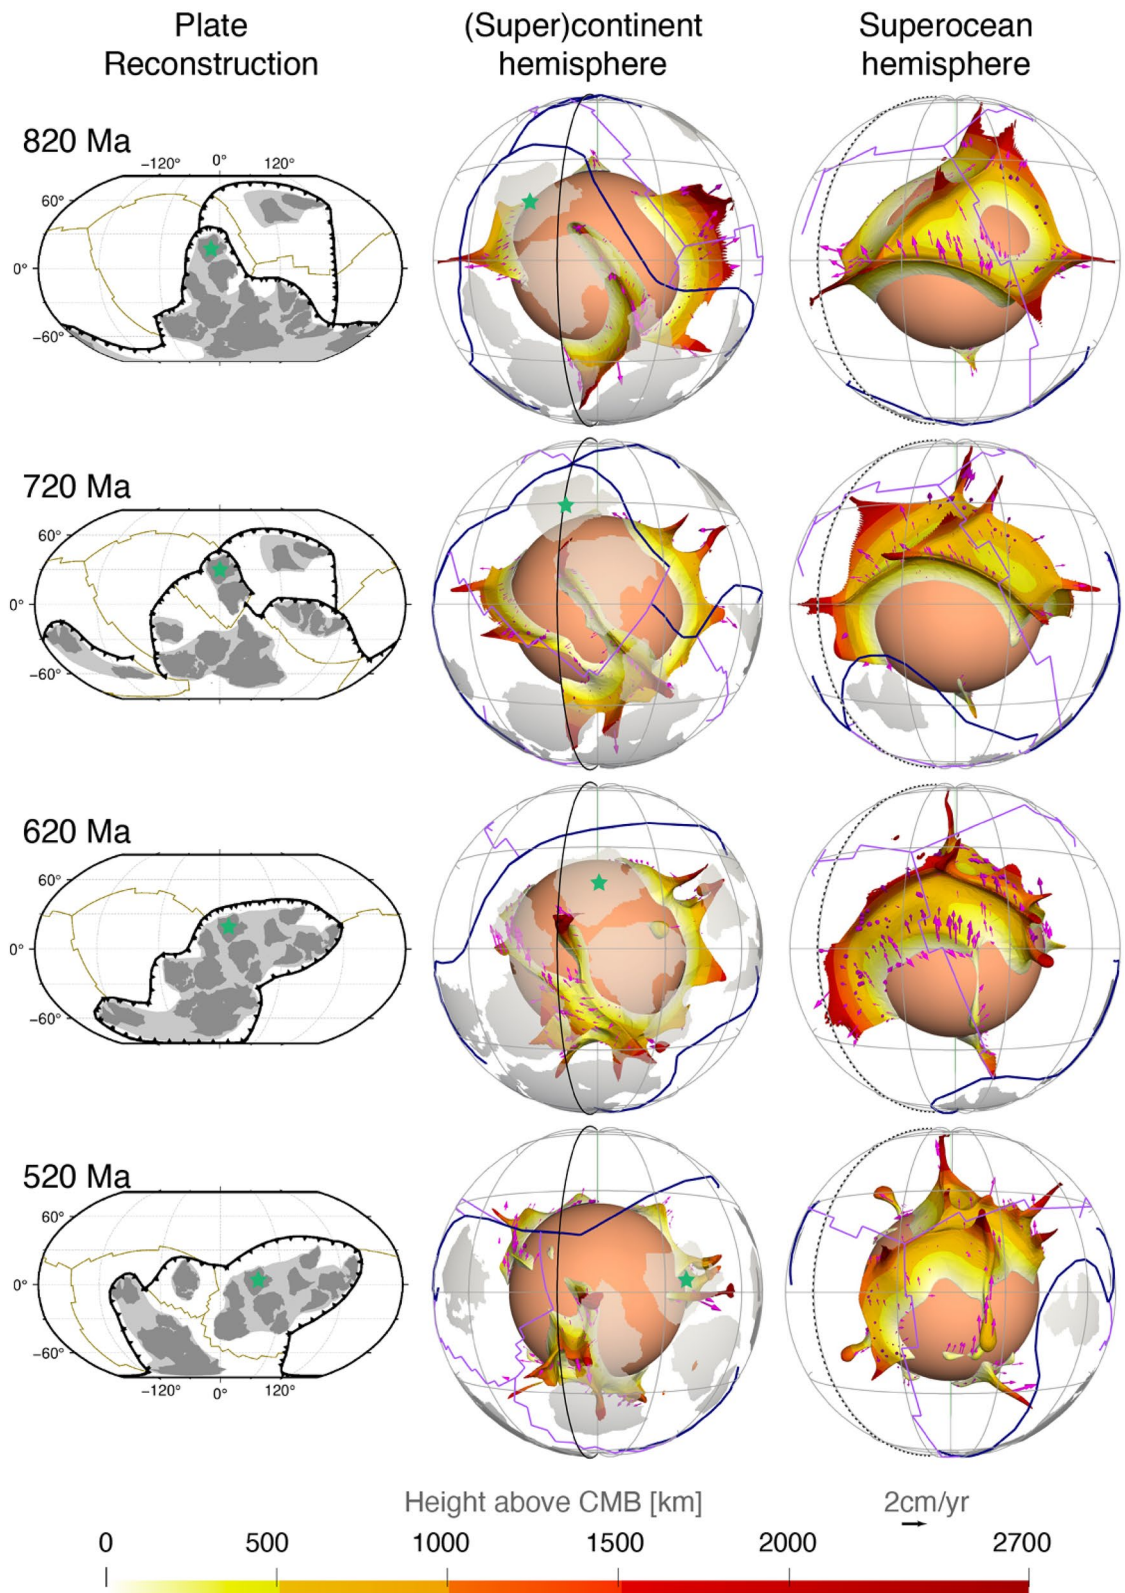 Plate
Reconstruction
(Super)continent
hemisphere
Superocean
hemisphere
820 Ma
−120° 0° 120°
60°
0°
−60°
720 Ma
60°
0°
−60°
620 Ma
60°
0°
−60°
520 Ma
60°
0°
−60°
−120° 0° 120°
Height above CMB [km]
2cm/yr
0 500 1000 1500 2000 2700